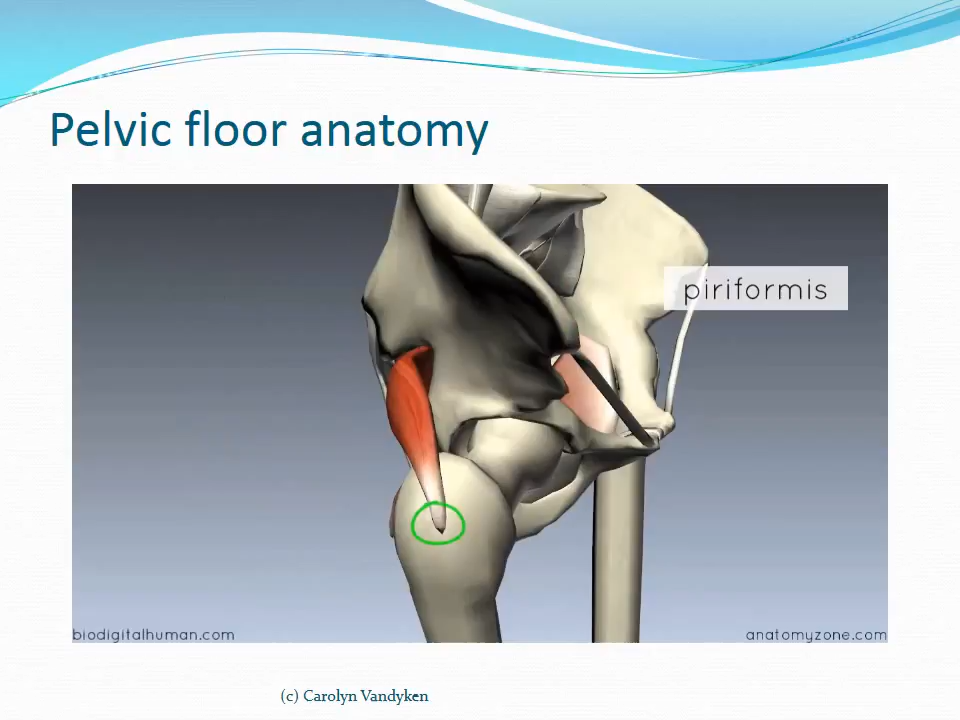 Pelvic floor anatomy
piriformis
biodigitalhuman.com
anatomyzone.com
(c) Carolyn Vandyken